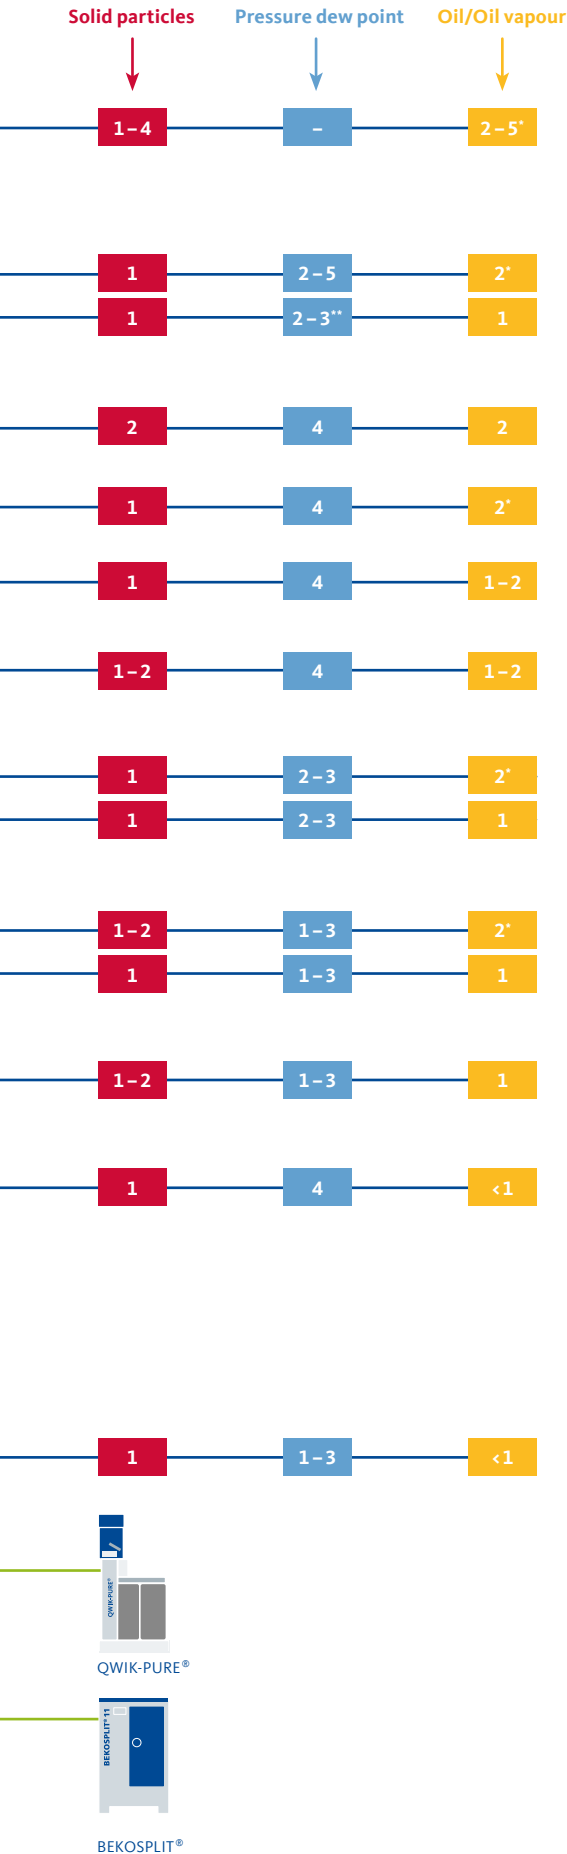 Solid particles Pressure dew point Oil/Oil vapour
1–4 – 2–5*
1 2–5 2*
1 2–3** 1
2 4 2
1 4 2*
1 4 1–2
1–2 4 1–2
1 2–3 2*
1 2–3 1
1–2 1–3 2*
1 1–3 1
1–2 1–3 1
1 4 <1
1 1–3 <1
QWIK-PURE®
QWIK-PURE®
BEKOSPLIT® 11
BEKOSPLIT®